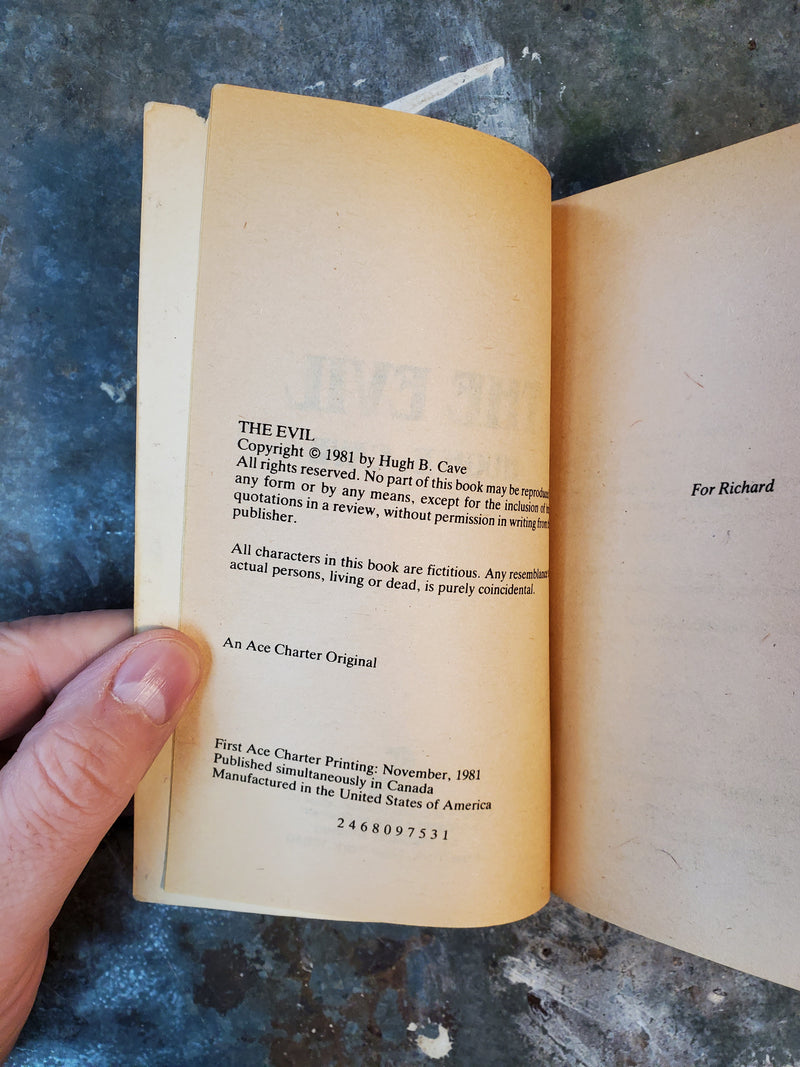 THE EVIL
Copyright © 1981 by Hugh B. Cave
All rights reserved. No part of this book may be reproduc
any form or by any means, except for the inclusion of
quotations in a review, without permission in writing from
publisher.
All characters in this book are fictitious. Any resemblance
actual persons, living or dead, is purely coincidental.
An Ace Charter Original
First Ace Charter Printing: November, 1981
Published simultaneously in Canada
Manufactured in the United States of America
2 4 6 8 0 9 7 5 3 1
For Richard